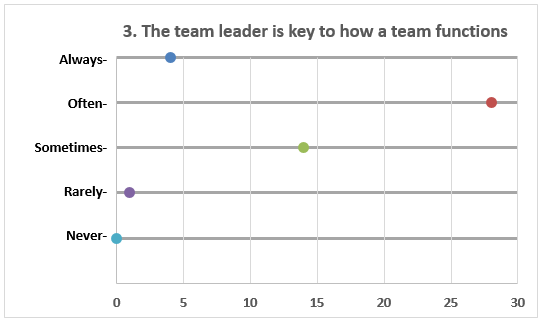 3. The team leader is key to how a team functions
Always-
Often-
Sometimes-
Rarely-
Never-
0 5 10 15 20 25 30